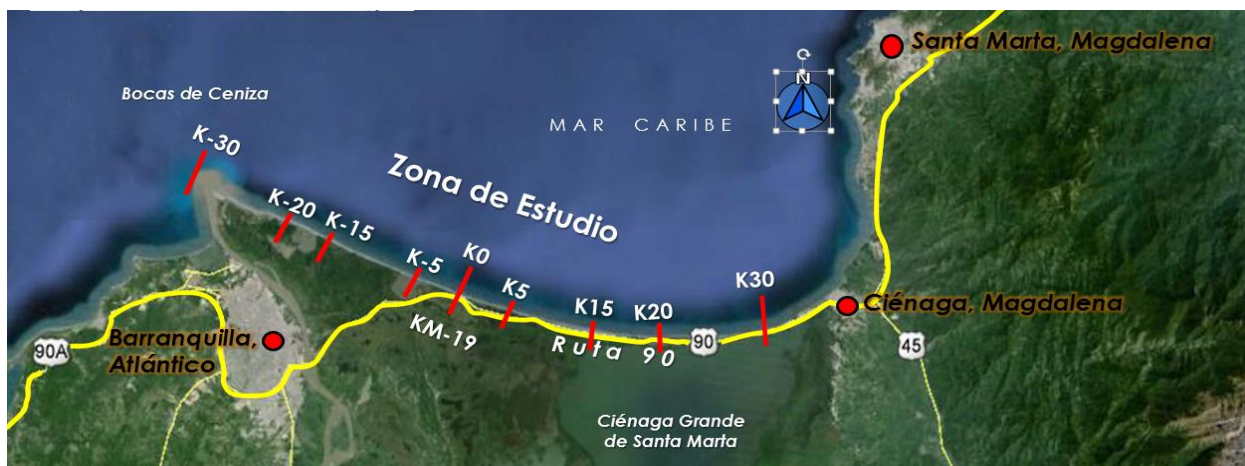 Santa Marta, Magdalena
N
Bocas de Ceniza
MAR CARIBE
K-30
Zona de Estudio
K-20
K-15
K-5
K0
K5
K15
K20
K30
Ciénaga, Magdalena
KM-19
Ruta 90
90
45
90A
Barranquilla,
Atlántico
Ciénaga Grande
de Santa Marta